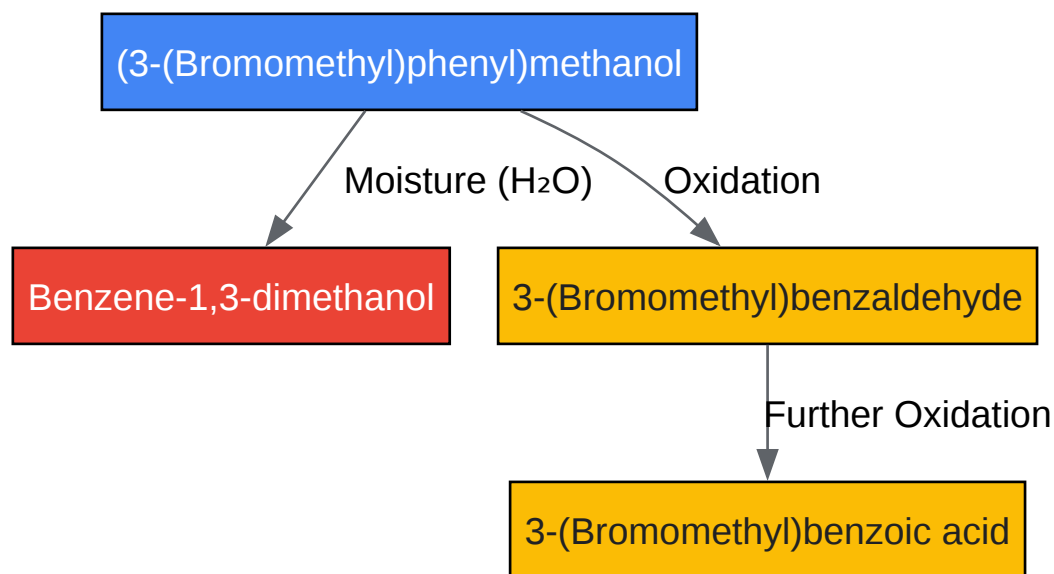 (3-(Bromomethyl)phenyl)methanol
Moisture (H₂O)
Oxidation
Benzene-1,3-dimethanol
3-(Bromomethyl)benzaldehyde
Further Oxidation
3-(Bromomethyl)benzoic acid